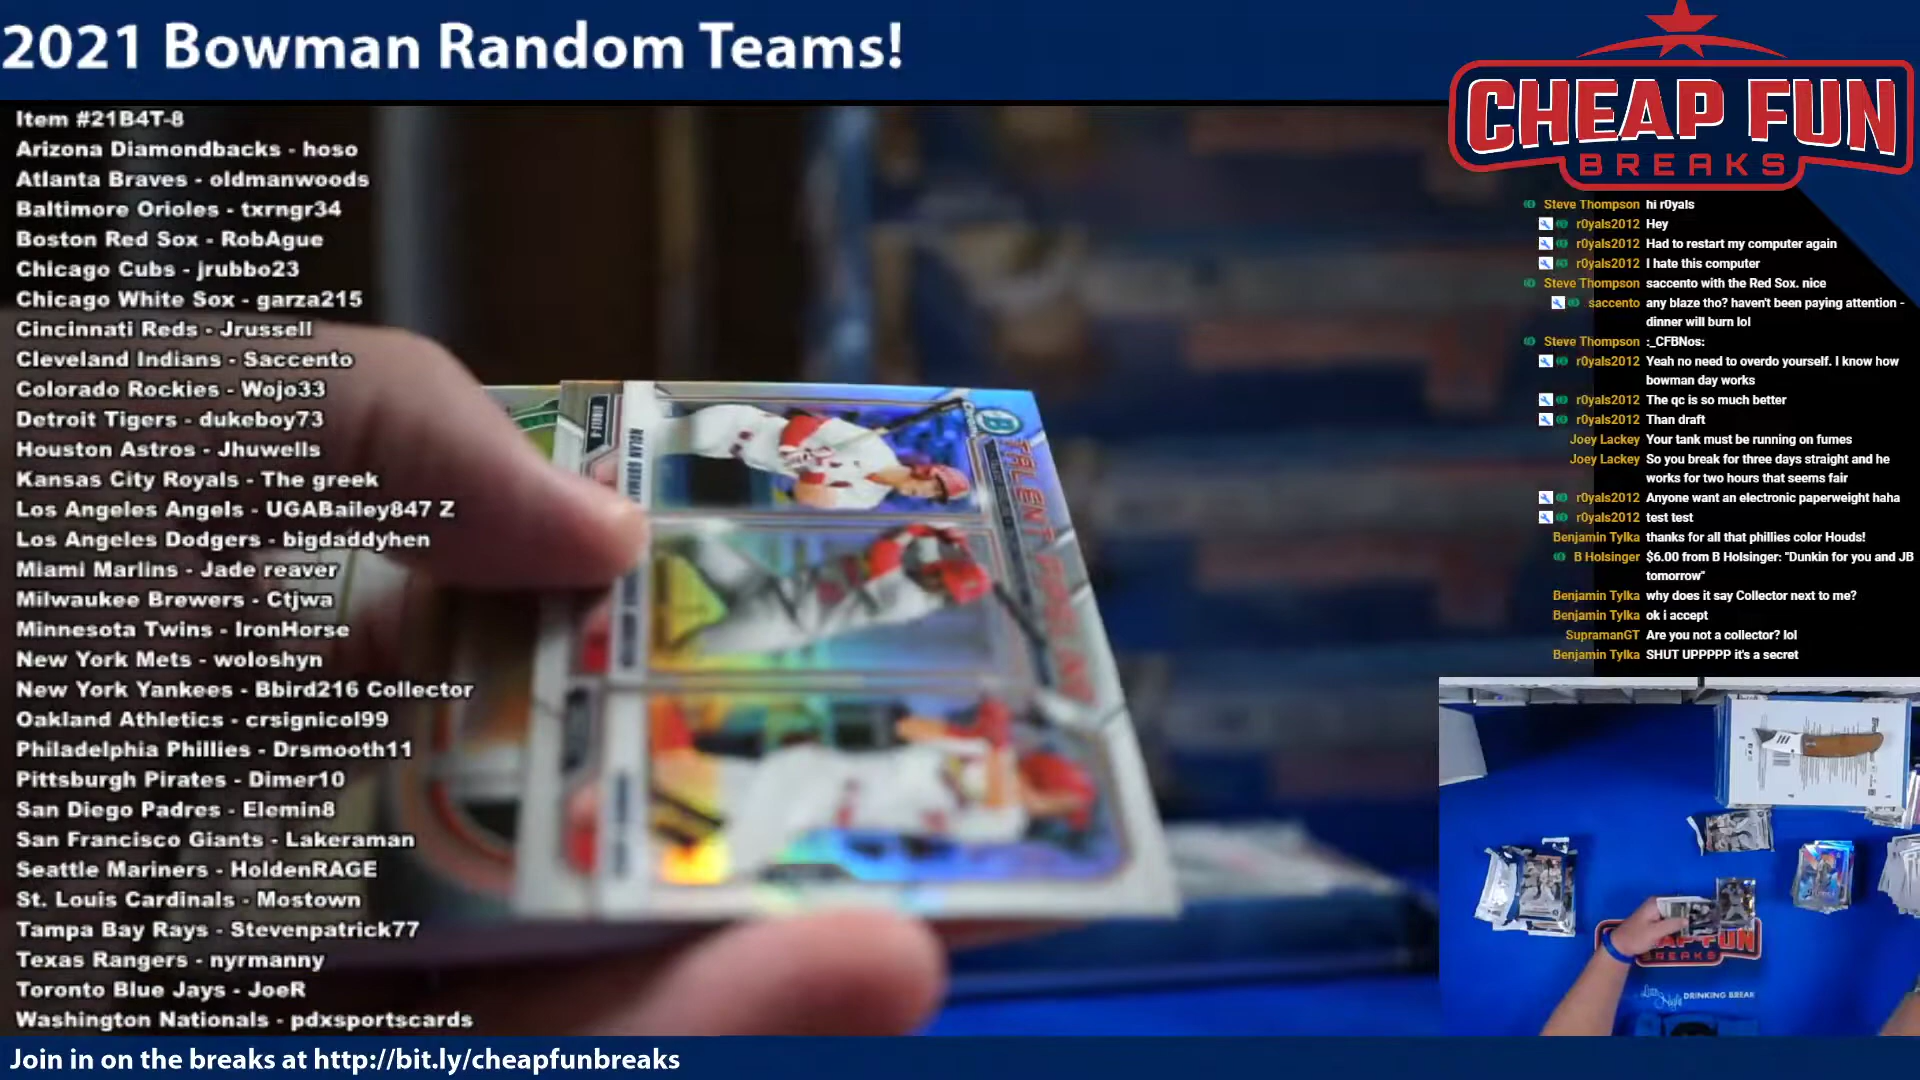 2021 Bowman Random Teams!
CHEAP FUN
BREAKS
Item #21B4T-8
Arizona Diamondbacks - hoso
Atlanta Braves - oldmanwoods
Baltimore Orioles - txrngr34
Boston Red Sox - RobAgue
Chicago Cubs - jrubbo23
Chicago White Sox - garza215
Cincinnati Reds - Jrussell
Cleveland Indians - Saccento
Colorado Rockies - Wojo33
Detroit Tigers - dukeboy73
Houston Astros - Jhuwells
Kansas City Royals - The greek
Los Angeles Angels - UGABailey847 Z
Los Angeles Dodgers - bigdaddyhen
Miami Marlins - Jade reaver
Milwaukee Brewers - Ctjwa
Minnesota Twins - IronHorse
New York Mets - woloshyn
New York Yankees - Bbird216 Collector
Oakland Athletics - crsignicol99
Philadelphia Phillies - Drsmooth11
Pittsburgh Pirates - Dimer10
San Diego Padres - Elemin8
San Francisco Giants - Lakeraman
Seattle Mariners - HoldenRAGE
St. Louis Cardinals - Mostown
Tampa Bay Rays - Stevenpatrick77
Texas Rangers - nyrmanny
Toronto Blue Jays - JoeR
Washington Nationals - pdxsportscards
TALENT PIPELINE
NOLAN GORMAN
Steve Thompson hi r0yals
r0yals2012 Hey
r0yals2012 Had to restart my computer again
r0yals2012 I hate this computer
Steve Thompson saccento with the Red Sox. nice
saccento any blaze tho? haven't been paying attention -
dinner will burn lol
Steve Thompson :_CFBNos:
r0yals2012 Yeah no need to overdo yourself. I know how
bowman day works
r0yals2012 The qc is so much better
r0yals2012 Than draft
Joey Lackey Your tank must be running on fumes
Joey Lackey So you break for three days straight and he
works for two hours that seems fair
r0yals2012 Anyone want an electronic paperweight haha
r0yals2012 test test
Benjamin Tylka thanks for all that phillies color Houds!
B Holsinger $6.00 from B Holsinger: "Dunkin for you and JB
tomorrow"
Benjamin Tylka why does it say Collector next to me?
Benjamin Tylka ok i accept
SupramanGT Are you not a collector? lol
Benjamin Tylka SHUT UPPPPP it's a secret
BREAKS
DRINKING BREAK
Join in on the breaks at http://bit.ly/cheapfunbreaks